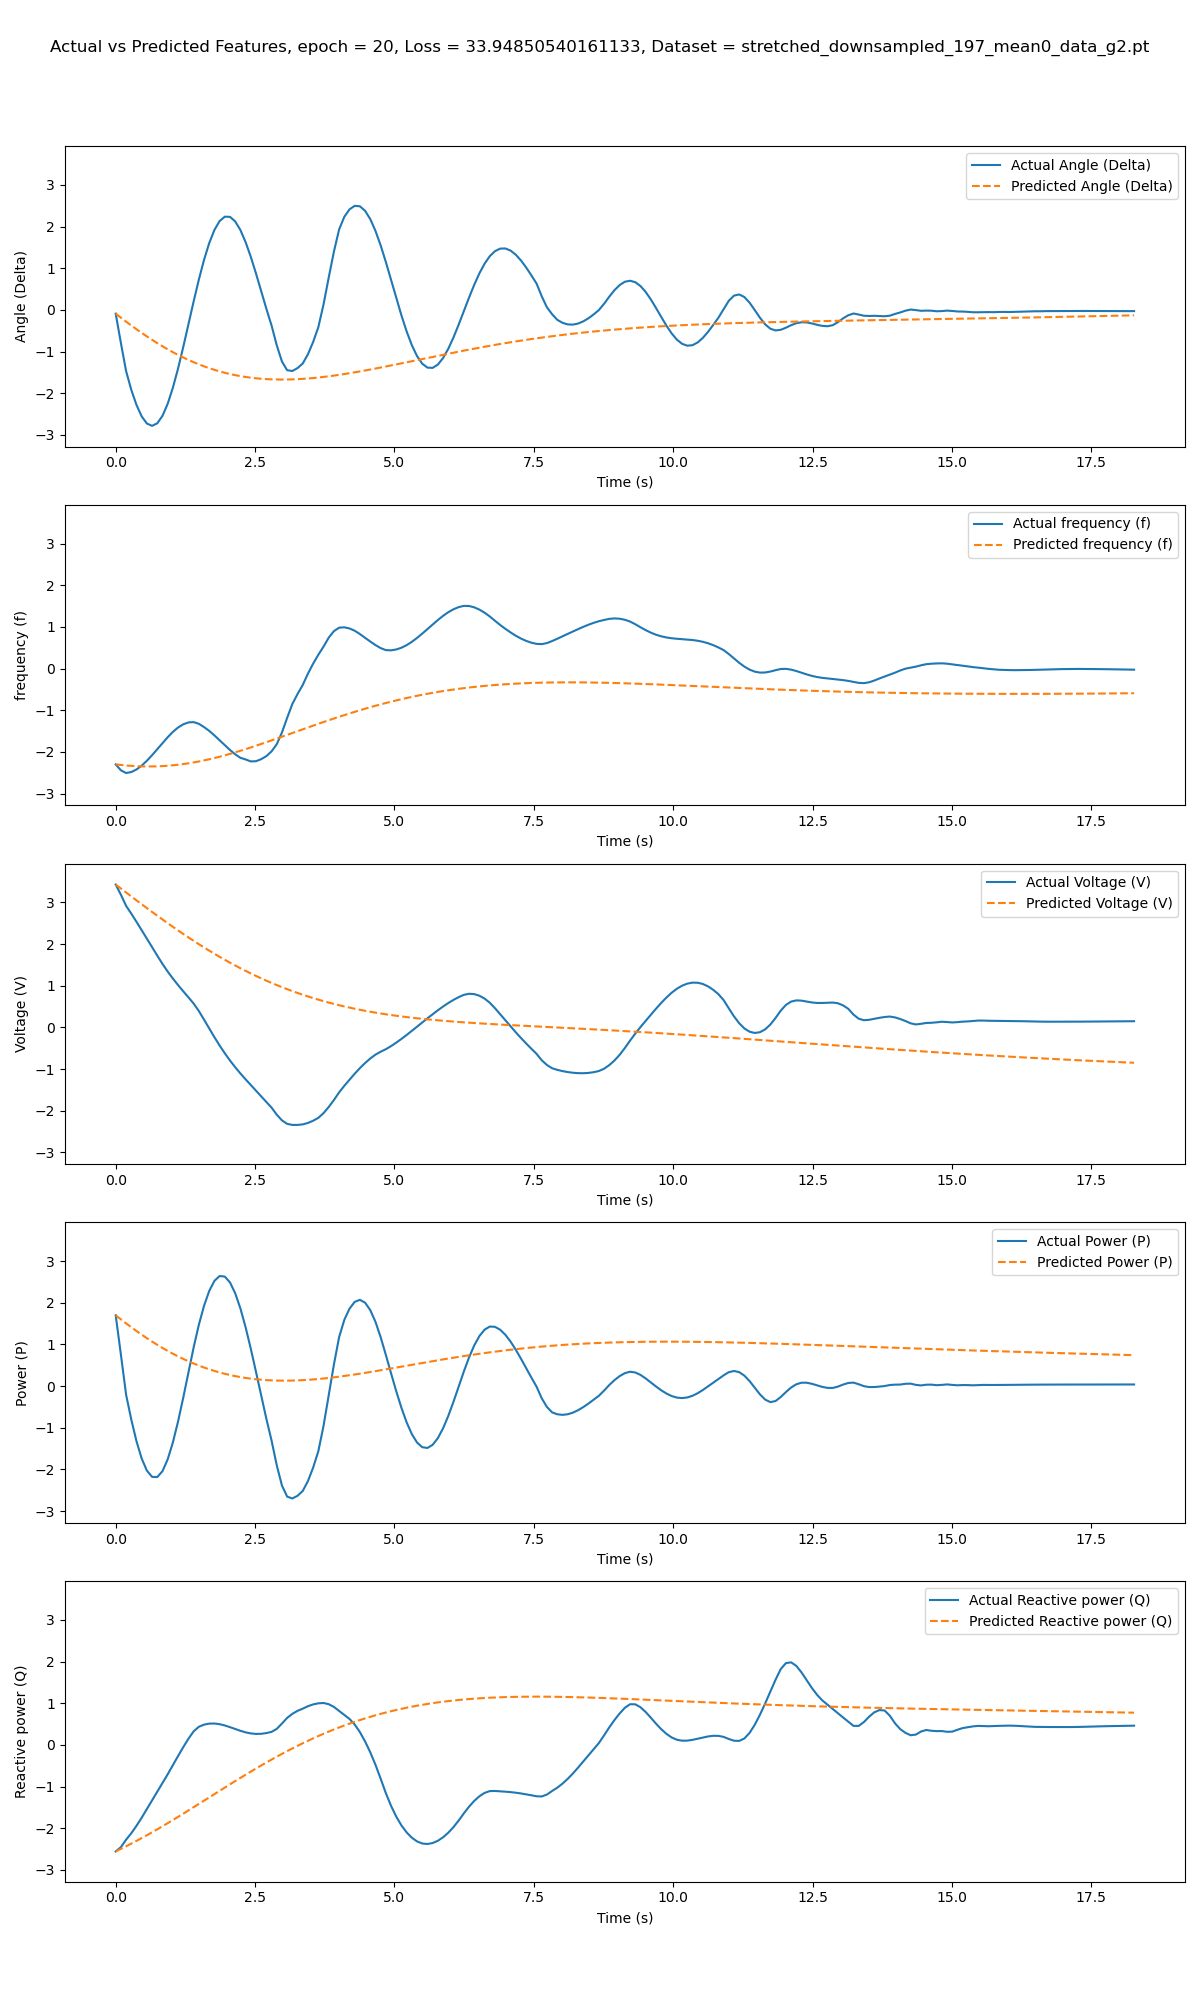 Actual vs Predicted Features, epoch = 20, Loss = 33.94850540161133, Dataset = stretched_downsampled_197_mean0_data_g2.pt
Actual Angle (Delta)
Predicted Angle (Delta)
Angle (Delta)
3
2
1
0
−1
−2
−3
0.0 2.5 5.0 7.5 10.0 12.5 15.0 17.5
Time (s)
Actual frequency (f)
Predicted frequency (f)
frequency (f)
3
2
1
0
−1
−2
−3
0.0 2.5 5.0 7.5 10.0 12.5 15.0 17.5
Time (s)
Actual Voltage (V)
Predicted Voltage (V)
Voltage (V)
3
2
1
0
−1
−2
−3
0.0 2.5 5.0 7.5 10.0 12.5 15.0 17.5
Time (s)
Actual Power (P)
Predicted Power (P)
Power (P)
3
2
1
0
−1
−2
−3
0.0 2.5 5.0 7.5 10.0 12.5 15.0 17.5
Time (s)
Actual Reactive power (Q)
Predicted Reactive power (Q)
Reactive power (Q)
3
2
1
0
−1
−2
−3
0.0 2.5 5.0 7.5 10.0 12.5 15.0 17.5
Time (s)